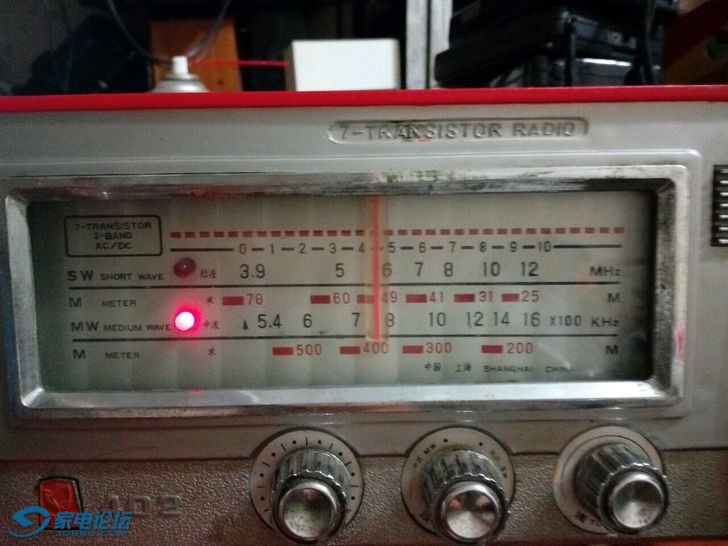 7-TRANSISTOR RADIO
7-TRANSISTOR
2-BAND
AC/DC
0-1-2-3-4-5-6-7-8-9-10
SW SHORT WAVE 短波 3.9 5 6 7 8 10 12 MHz
M METER 米 78 60 49 41 31 25 M
MW MEDIUM WAVE 中波 5.4 6 7 8 10 12 14 16 X100 KHz
M METER 米 500 400 300 200 M
中国 上海 SHANGHAI CHINA
MW SW
402
家电论坛